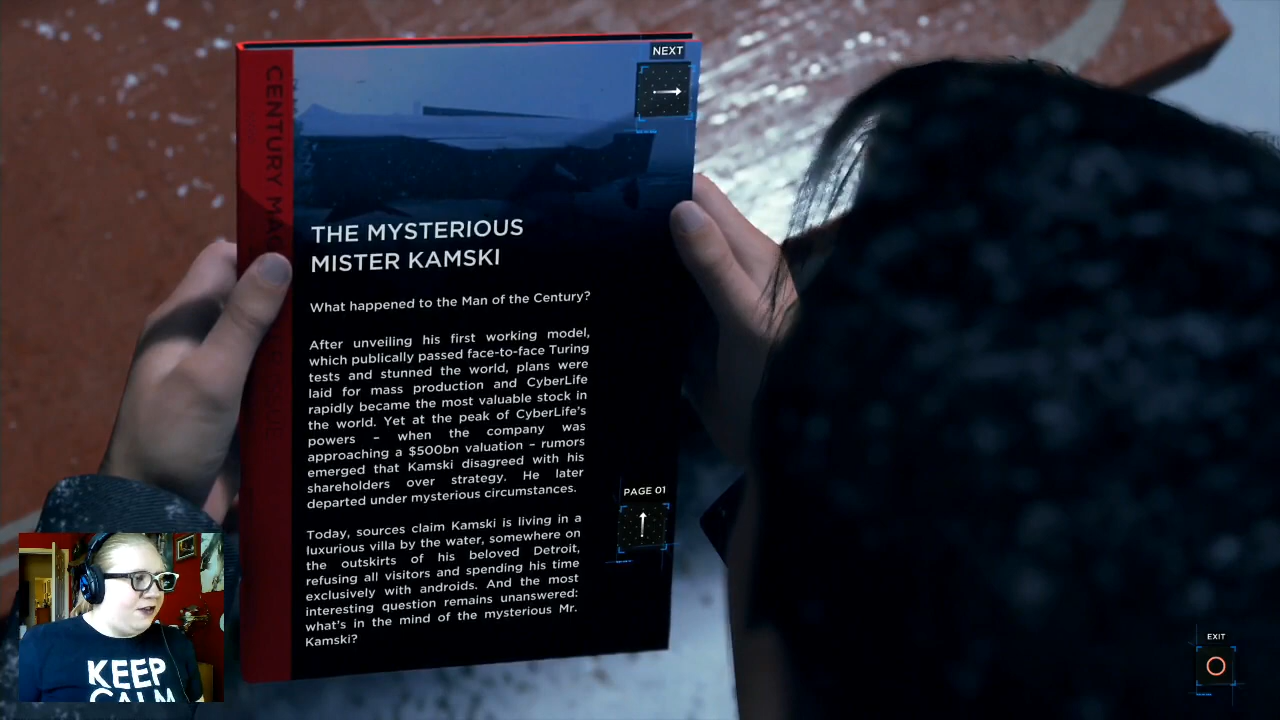 NEXT
CENTURY MAG
THE MYSTERIOUS
MISTER KAMSKI
What happened to the Man of the Century?
After unveiling his first working model,
which publically passed face-to-face Turing
tests and stunned the world, plans were
laid for mass production and CyberLife
rapidly became the most valuable stock in
the world. Yet at the peak of CyberLife's
powers – when the company was
approaching a $500bn valuation – rumors
emerged that Kamski disagreed with his
shareholders over strategy. He later
departed under mysterious circumstances.
PAGE 01
Today, sources claim Kamski is living in a
luxurious villa by the water, somewhere on
the outskirts of his beloved Detroit,
refusing all visitors and spending his time
exclusively with androids. And the most
interesting question remains unanswered:
what's in the mind of the mysterious Mr.
Kamski?
EXIT
KEEP
CALM